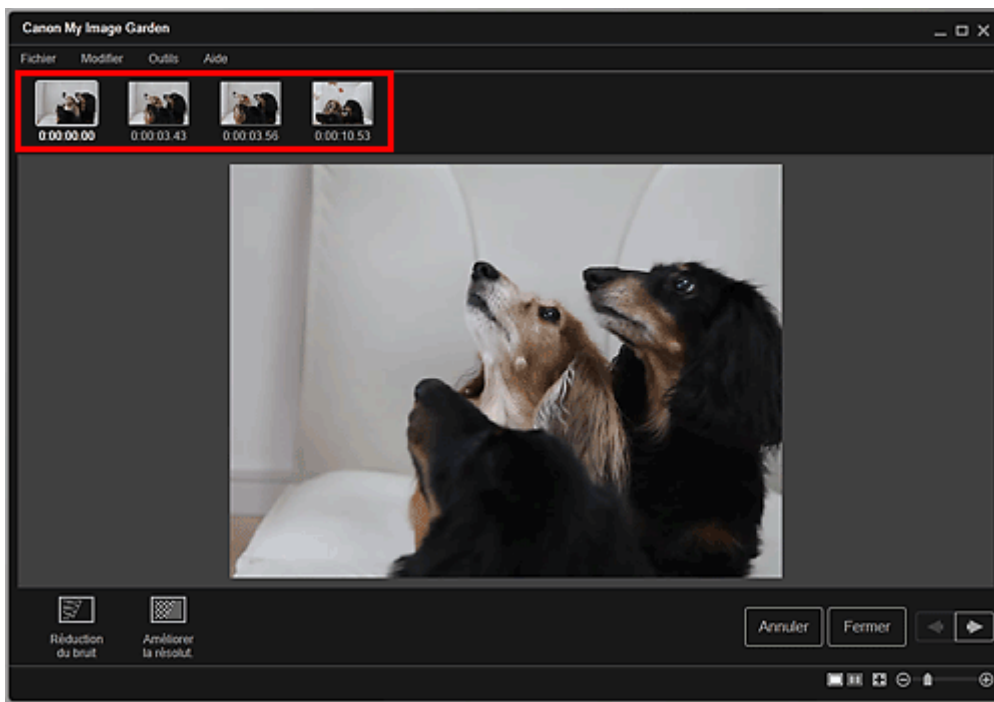 Canon My Image Garden
Fichier Modifier Outils Aide
0:00:00.00 0:00:03.43 0:00:03.56 0:00:10.53
Annuler Fermer
Réduction
du bruit
Améliorer
la résolut.